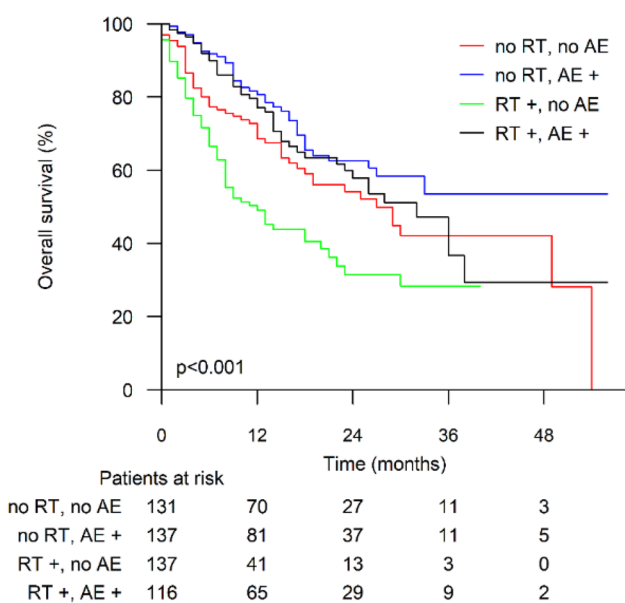 100
80
60
40
20
0
Overall survival (%)
no RT, no AE
no RT, AE +
RT +, no AE
RT +, AE +
p<0.001
0 12 24 36 48
Time (months)
Patients at risk
no RT, no AE 131 70 27 11 3
no RT, AE + 137 81 37 11 5
RT +, no AE 137 41 13 3 0
RT +, AE + 116 65 29 9 2